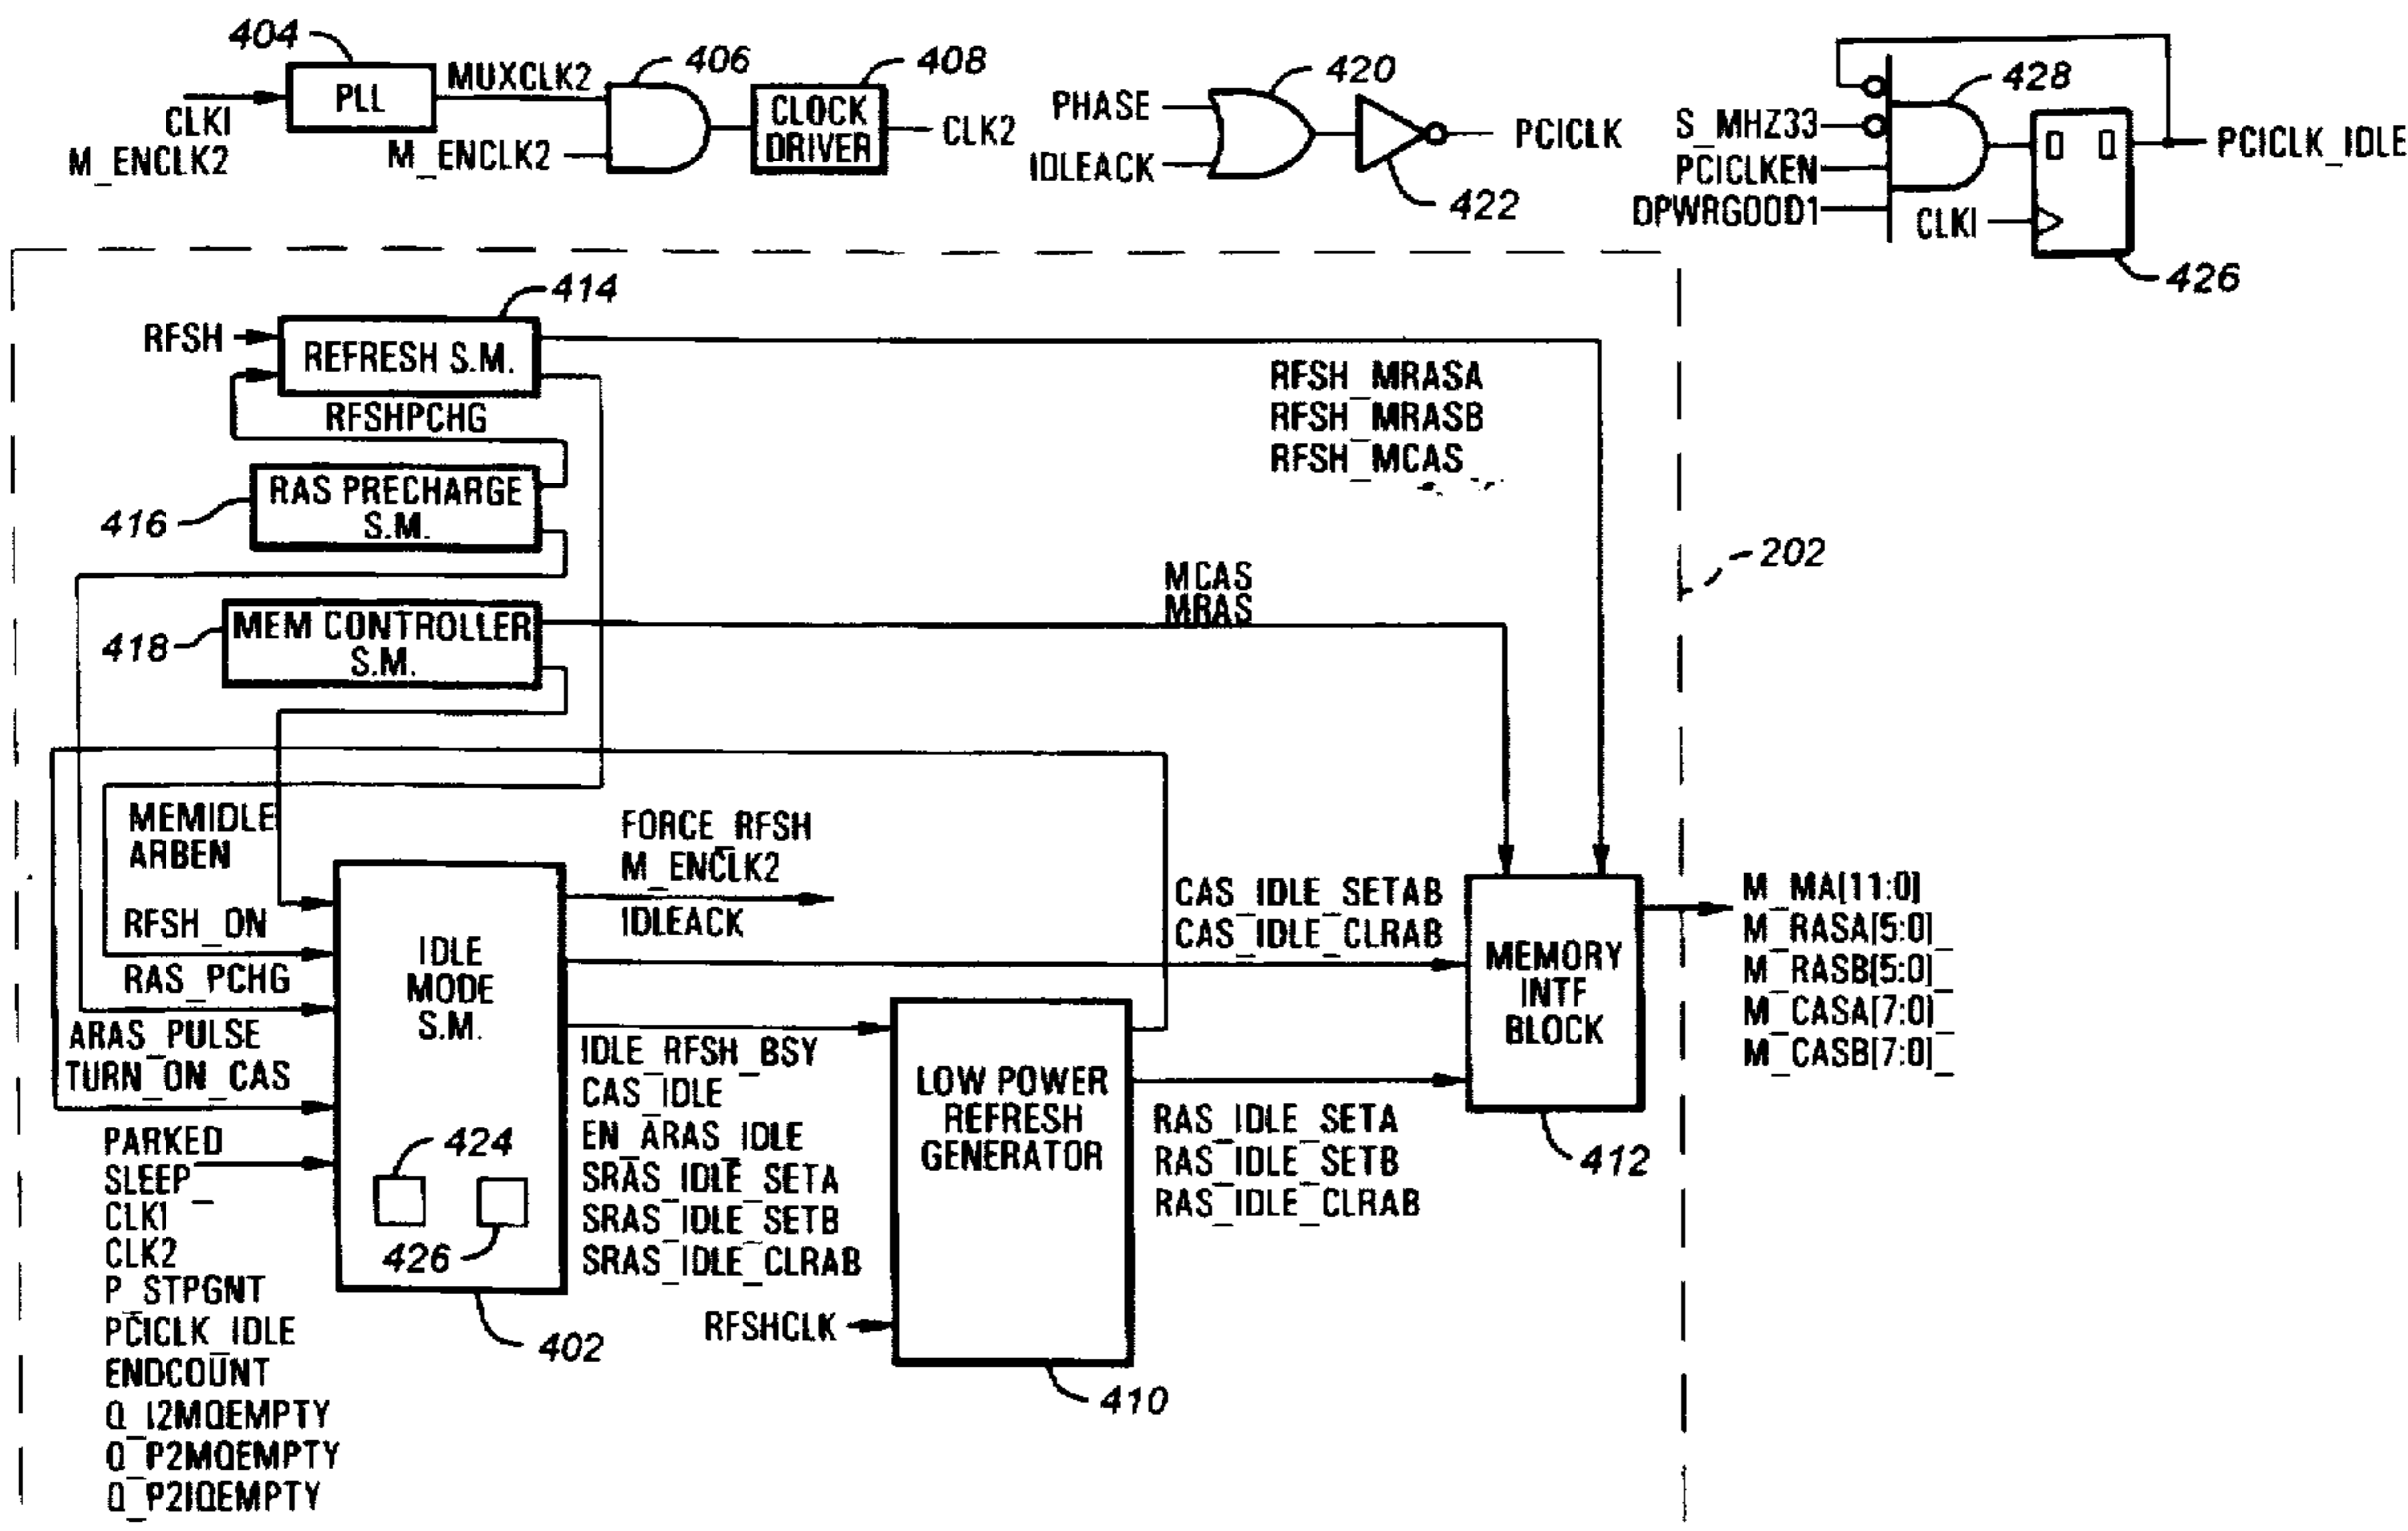 404
PLL
CLK1
M_ENCLK2
MUXCLK2
M_ENCLK2
406
408
CLOCK
DRIVER
CLK2
PHASE
IDLEACK
420
422
PCICLK
S_MHZ33
PCICLKEN
DPWRGOOD1
428
CLK1
D Q
426
PCICLK_IDLE
414
RFSH
REFRESH S.M.
RFSHPCHG
RFSH_MRASA
RFSH_MRASB
RFSH_MCAS
416
RAS PRECHARGE
S.M.
202
418
MEM CONTROLLER
S.M.
MCAS
MRAS
MEMIDLE
ARBEN
RFSH_ON
RAS_PCHG
ARAS_PULSE
TURN_ON_CAS
PARKED
SLEEP_
CLK1
CLK2
P_STPGNT
PCICLK_IDLE
ENDCOUNT
Q_I2MQEMPTY
Q_P2MQEMPTY
Q_P2IQEMPTY
IDLE
MODE
S.M.
424
426
402
FORCE_RFSH
M_ENCLK2
IDLEACK
IDLE_RFSH_BSY
CAS_IDLE
EN_ARAS_IDLE
SRAS_IDLE_SETA
SRAS_IDLE_SETB
SRAS_IDLE_CLRAB
RFSHCLK
LOW POWER
REFRESH
GENERATOR
410
CAS_IDLE_SETAB
CAS_IDLE_CLRAB
RAS_IDLE_SETA
RAS_IDLE_SETB
RAS_IDLE_CLRAB
MEMORY
INTF
BLOCK
412
M_MA[11:0]
M_RASA[5:0]_
M_RASB[5:0]_
M_CASA[7:0]_
M_CASB[7:0]_